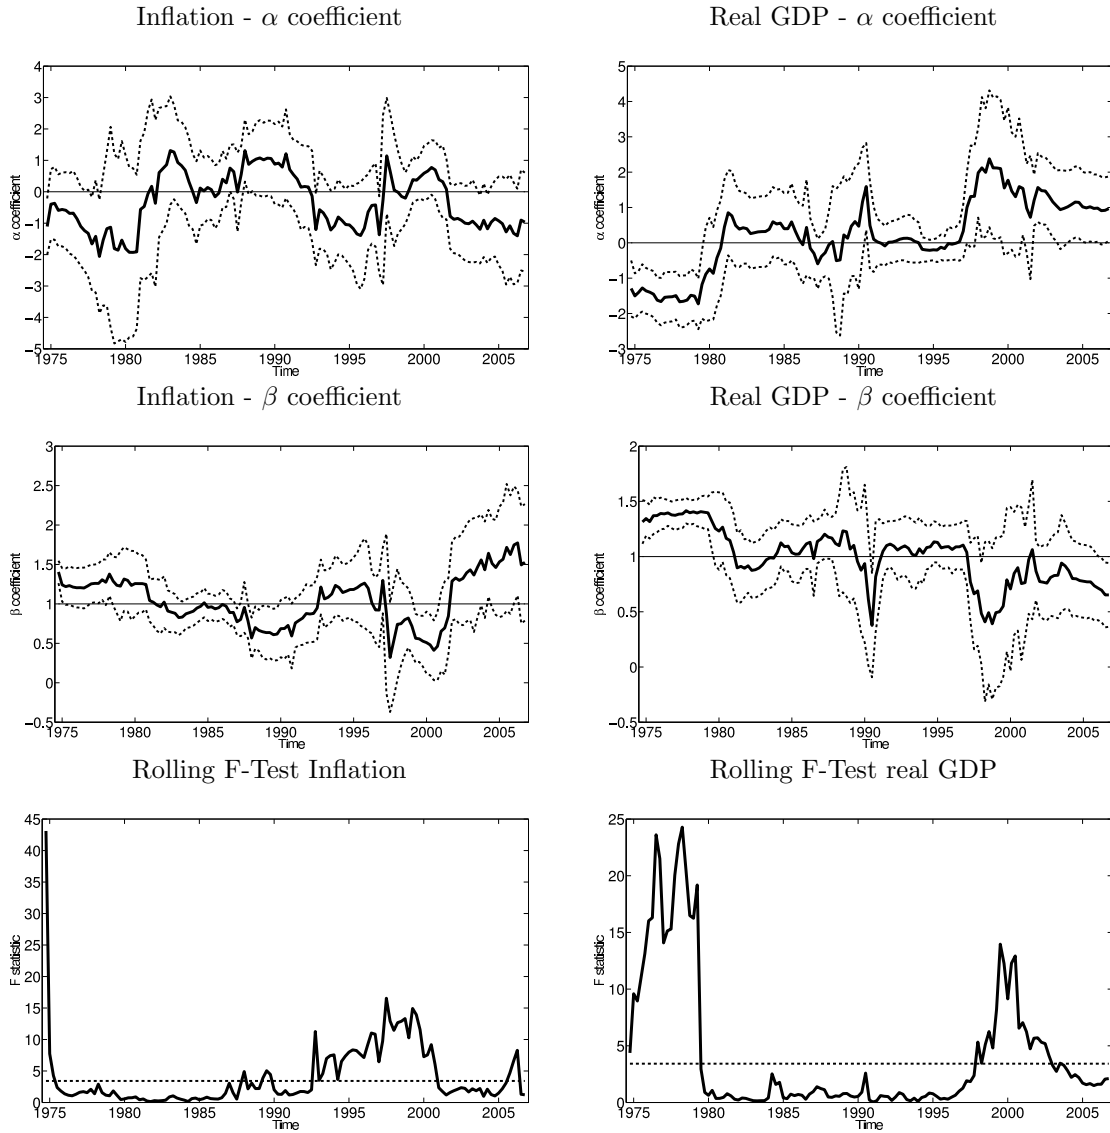 Inflation - α coefficient
4
3
2
1
0
−1
−2
−3
−4
−5
α coefficient
1975 1980 1985 1990 1995 2000 2005
Time
Real GDP - α coefficient
5
4
3
2
1
0
−1
−2
−3
α coefficient
1975 1980 1985 1990 1995 2000 2005
Time
Inflation - β coefficient
3
2.5
2
1.5
1
0.5
0
−0.5
β coefficient
1975 1980 1985 1990 1995 2000 2005
Time
Real GDP - β coefficient
2
1.5
1
0.5
0
−0.5
β coefficient
1975 1980 1985 1990 1995 2000 2005
Time
Rolling F-Test Inflation
45
40
35
30
25
20
15
10
5
0
F statistic
1975 1980 1985 1990 1995 2000 2005
Time
Rolling F-Test real GDP
25
20
15
10
5
0
F statistic
1975 1980 1985 1990 1995 2000 2005
Time